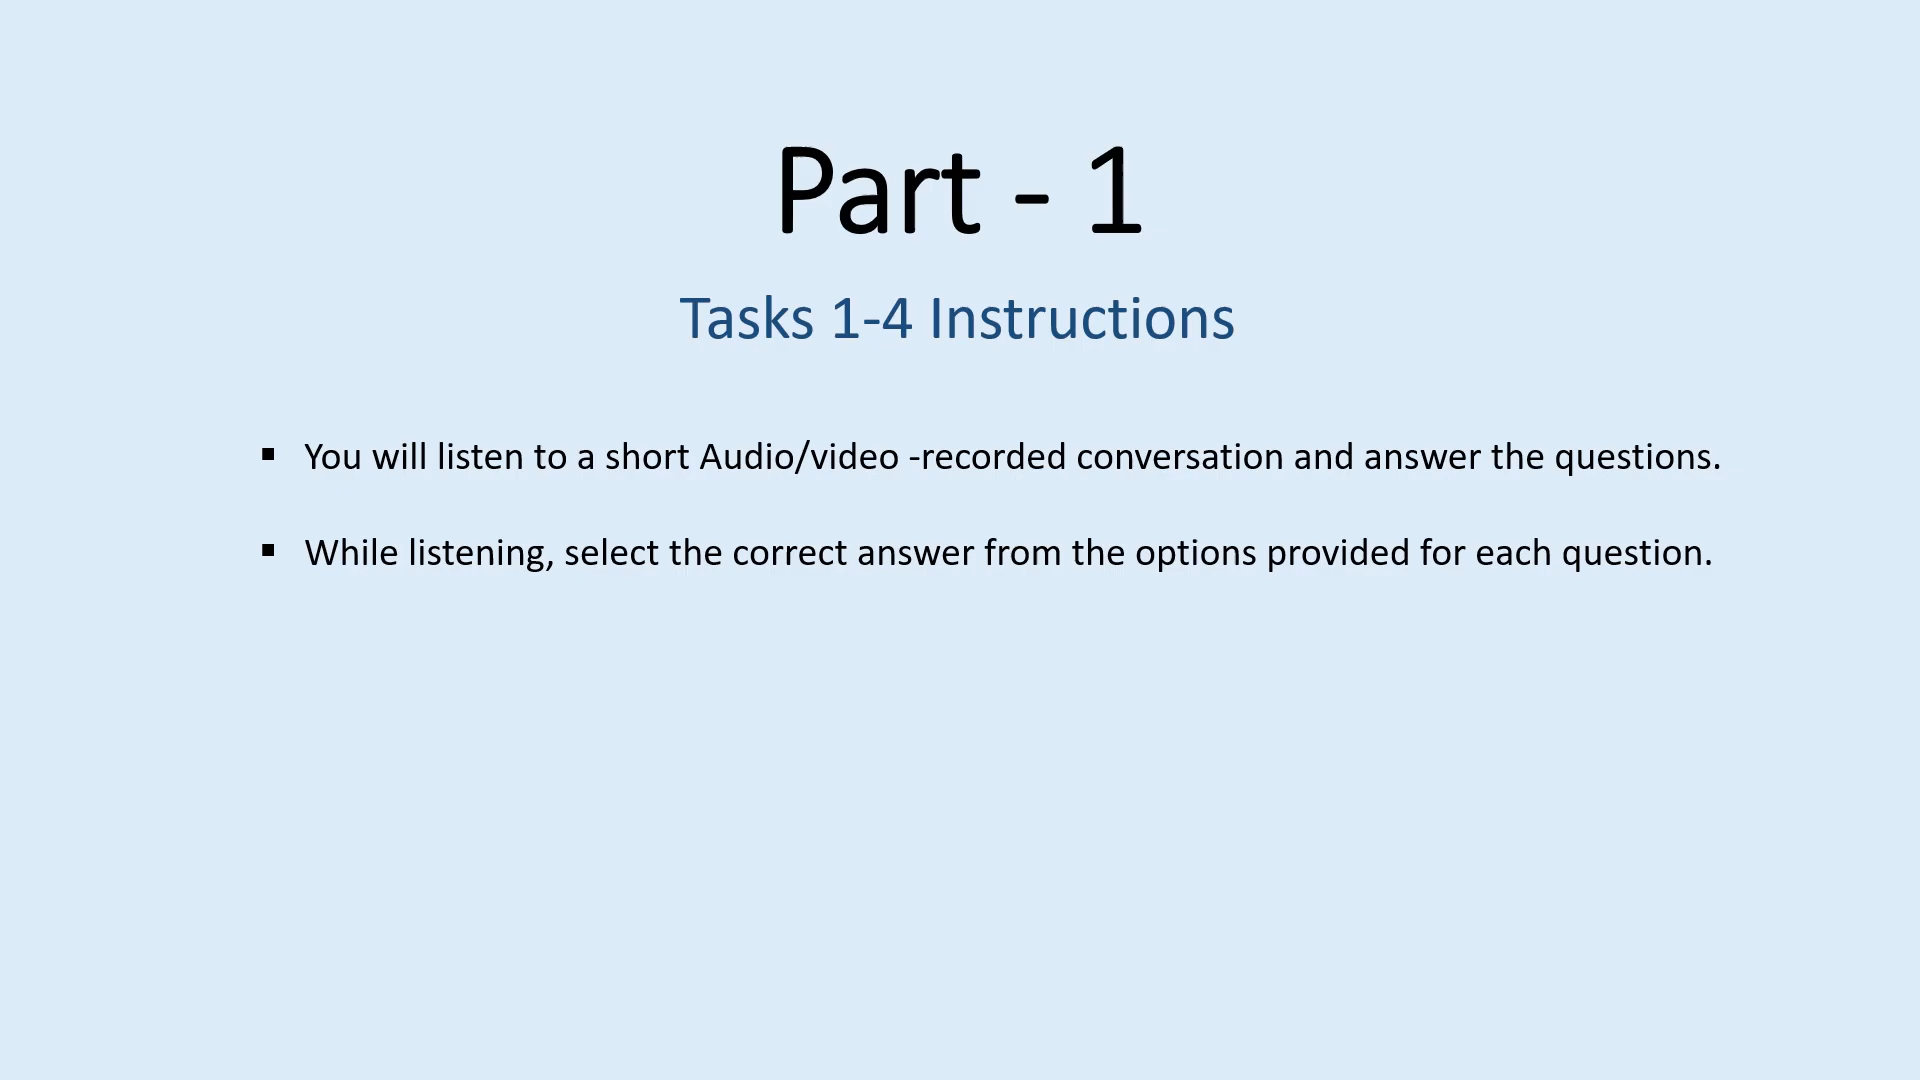 Part - 1
Tasks 1-4 Instructions
▪ You will listen to a short Audio/video -recorded conversation and answer the questions.
▪ While listening, select the correct answer from the options provided for each question.